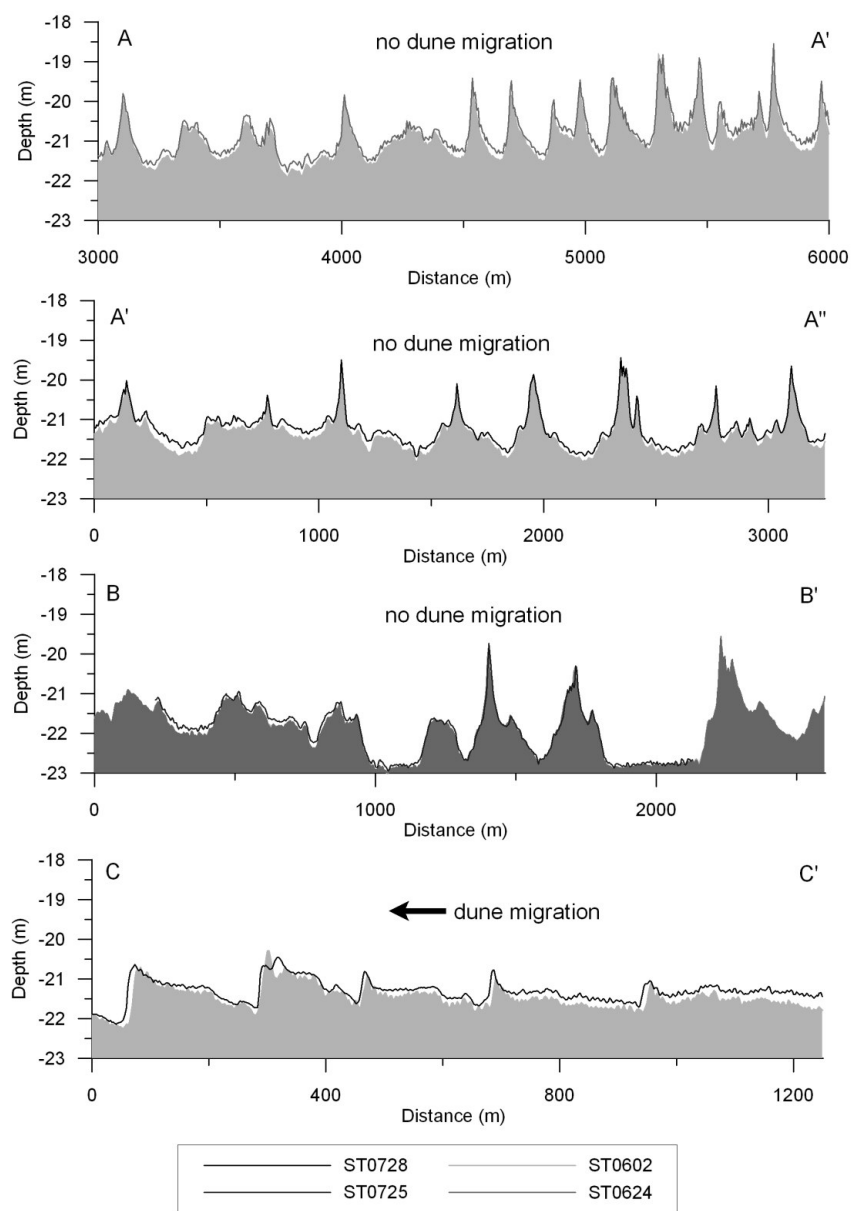 A no dune migration A'
-18
-19
-20
-21
-22
-23
Depth (m)
3000 4000 5000 6000
Distance (m)
A' no dune migration A"
-18
-19
-20
-21
-22
-23
Depth (m)
0 1000 2000 3000
Distance (m)
B no dune migration B'
-18
-19
-20
-21
-22
-23
Depth (m)
0 1000 2000
Distance (m)
C dune migration C'
-18
-19
-20
-21
-22
-23
Depth (m)
0 400 800 1200
Distance (m)
ST0728 ST0602
ST0725 ST0624